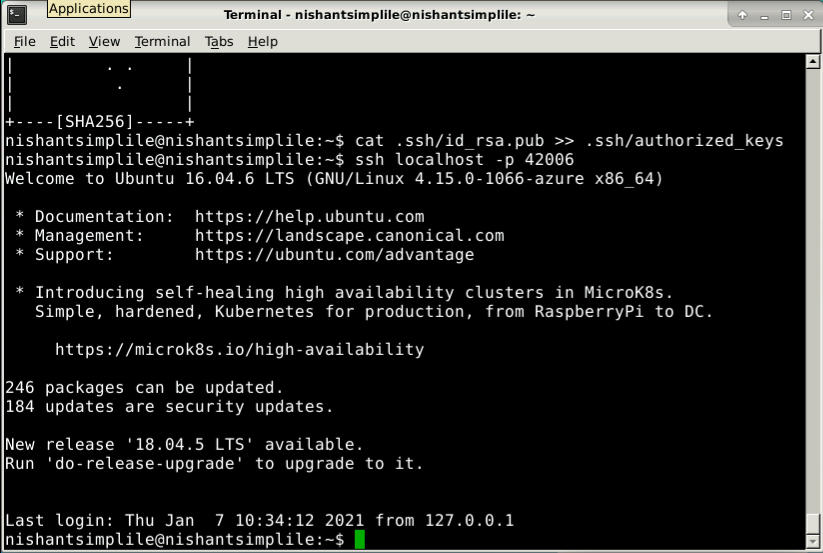 Applications
Terminal - nishantsimplile@nishantsimplile: ~
File Edit View Terminal Tabs Help
|         . .     |
|          .      |
|                 |
+----[SHA256]-----+
nishantsimplile@nishantsimplile:~$ cat .ssh/id_rsa.pub >> .ssh/authorized_keys
nishantsimplile@nishantsimplile:~$ ssh localhost -p 42006
Welcome to Ubuntu 16.04.6 LTS (GNU/Linux 4.15.0-1066-azure x86_64)
 * Documentation:  https://help.ubuntu.com
 * Management:     https://landscape.canonical.com
 * Support:        https://ubuntu.com/advantage
 * Introducing self-healing high availability clusters in MicroK8s.
   Simple, hardened, Kubernetes for production, from RaspberryPi to DC.
     https://microk8s.io/high-availability
246 packages can be updated.
184 updates are security updates.
New release '18.04.5 LTS' available.
Run 'do-release-upgrade' to upgrade to it.
Last login: Thu Jan  7 10:34:12 2021 from 127.0.0.1
nishantsimplile@nishantsimplile:~$